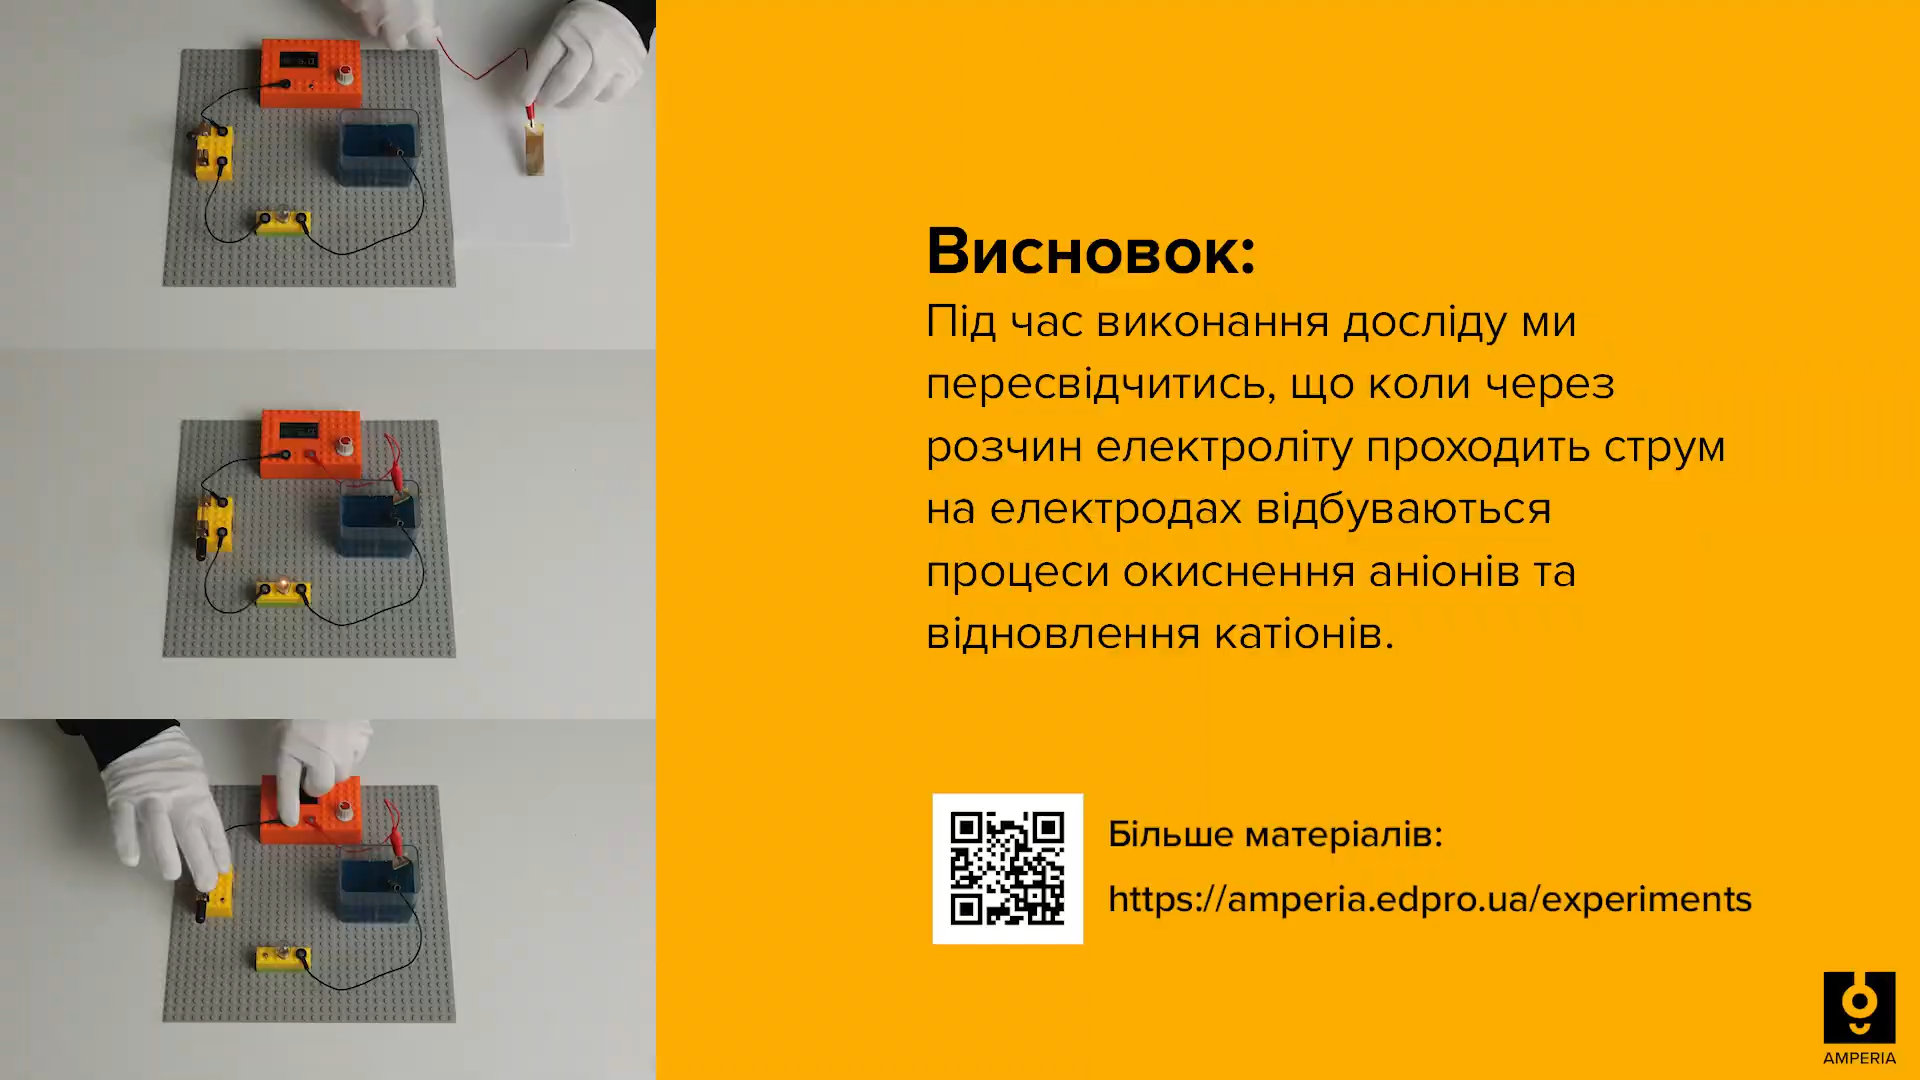 Висновок:
Під час виконання досліду ми
пересвідчитись, що коли через
розчин електроліту проходить струм
на електродах відбуваються
процеси окиснення аніонів та
відновлення катіонів.
Більше матеріалів:
https://amperia.edpro.ua/experiments
AMPERIA